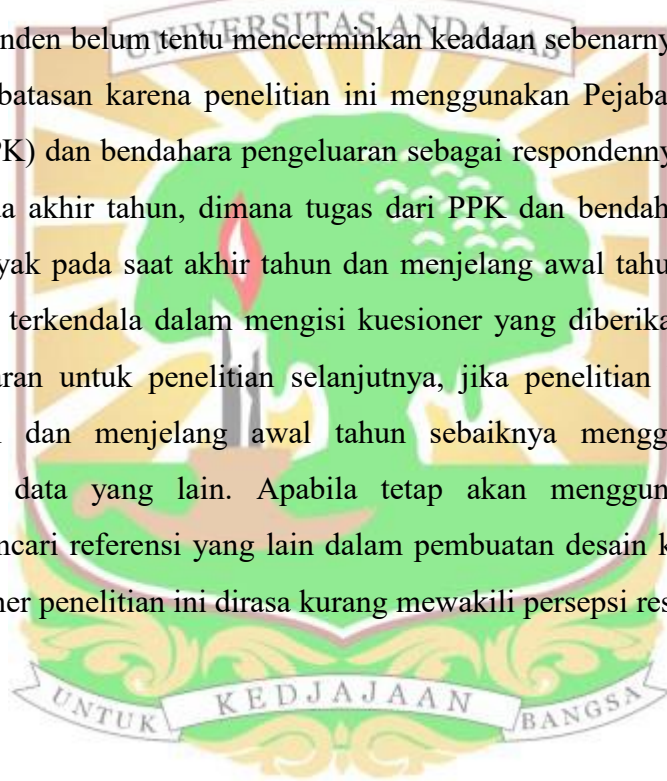 UNIVERSITAS ANDALAS
nden belum tentu mencerminkan keadaan sebenarny
batasan karena penelitian ini menggunakan Pejaba
PK) dan bendahara pengeluaran sebagai respondenny
a akhir tahun, dimana tugas dari PPK dan bendah
yak pada saat akhir tahun dan menjelang awal tahu
terkendala dalam mengisi kuesioner yang diberika
aran untuk penelitian selanjutnya, jika penelitian
dan menjelang awal tahun sebaiknya mengg
data yang lain. Apabila tetap akan menggun
ncari referensi yang lain dalam pembuatan desain k
ner penelitian ini dirasa kurang mewakili persepsi res
UNTUK KEDJAJAAN BANGSA